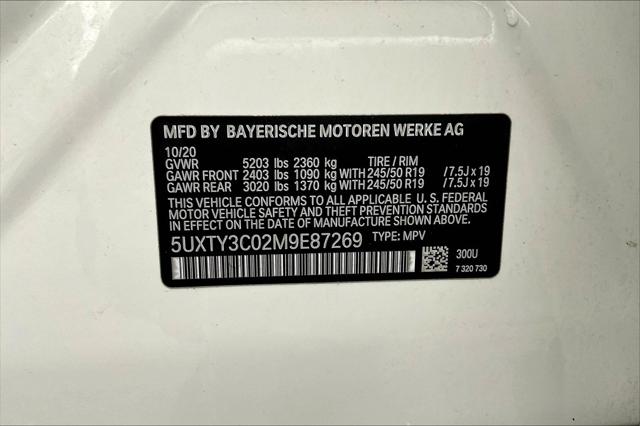 MFD BY BAYERISCHE MOTOREN WERKE AG
10/20
GVWR 5203 lbs 2360 kg TIRE / RIM
GAWR FRONT 2403 lbs 1090 kg WITH 245/50 R19 / 7.5J x 19
GAWR REAR 3020 lbs 1370 kg WITH 245/50 R19 / 7.5J x 19
THIS VEHICLE CONFORMS TO ALL APPLICABLE U.S. FEDERAL
MOTOR VEHICLE SAFETY AND THEFT PREVENTION STANDARDS
IN EFFECT ON THE DATE OF MANUFACTURE SHOWN ABOVE.
5UXTY3C02M9E87269 TYPE: MPV
300U
7 320 730